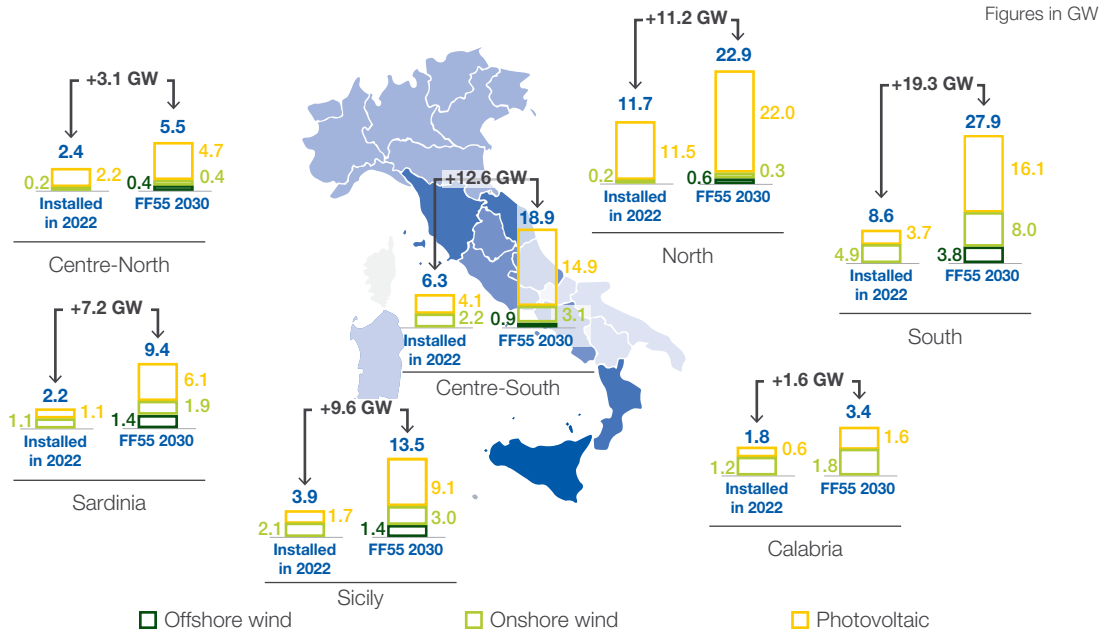 Figures in GW
+3.1 GW
2.4
5.5
0.2
2.2
0.4
4.7
0.4
Installed
in 2022
FF55 2030
Centre-North
+11.2 GW
11.7
22.9
0.2
11.5
0.6
22.0
0.3
Installed
in 2022
FF55 2030
North
+19.3 GW
8.6
27.9
4.9
3.7
3.8
16.1
8.0
Installed
in 2022
FF55 2030
South
+12.6 GW
6.3
18.9
4.1
2.2
0.9
14.9
3.1
Installed
in 2022
FF55 2030
Centre-South
+7.2 GW
2.2
9.4
1.1
1.1
1.4
6.1
1.9
Installed
in 2022
FF55 2030
Sardinia
+9.6 GW
3.9
13.5
2.1
1.7
1.4
9.1
3.0
Installed
in 2022
FF55 2030
Sicily
+1.6 GW
1.8
3.4
1.2
0.6
1.8
1.6
Installed
in 2022
FF55 2030
Calabria
Offshore wind
Onshore wind
Photovoltaic